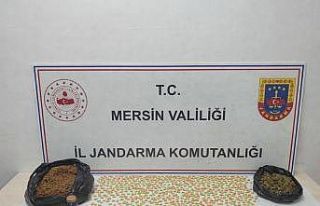 T.C.
MERSİN VALİLİĞİ
İL JANDARMA KOMUTANLIĞI